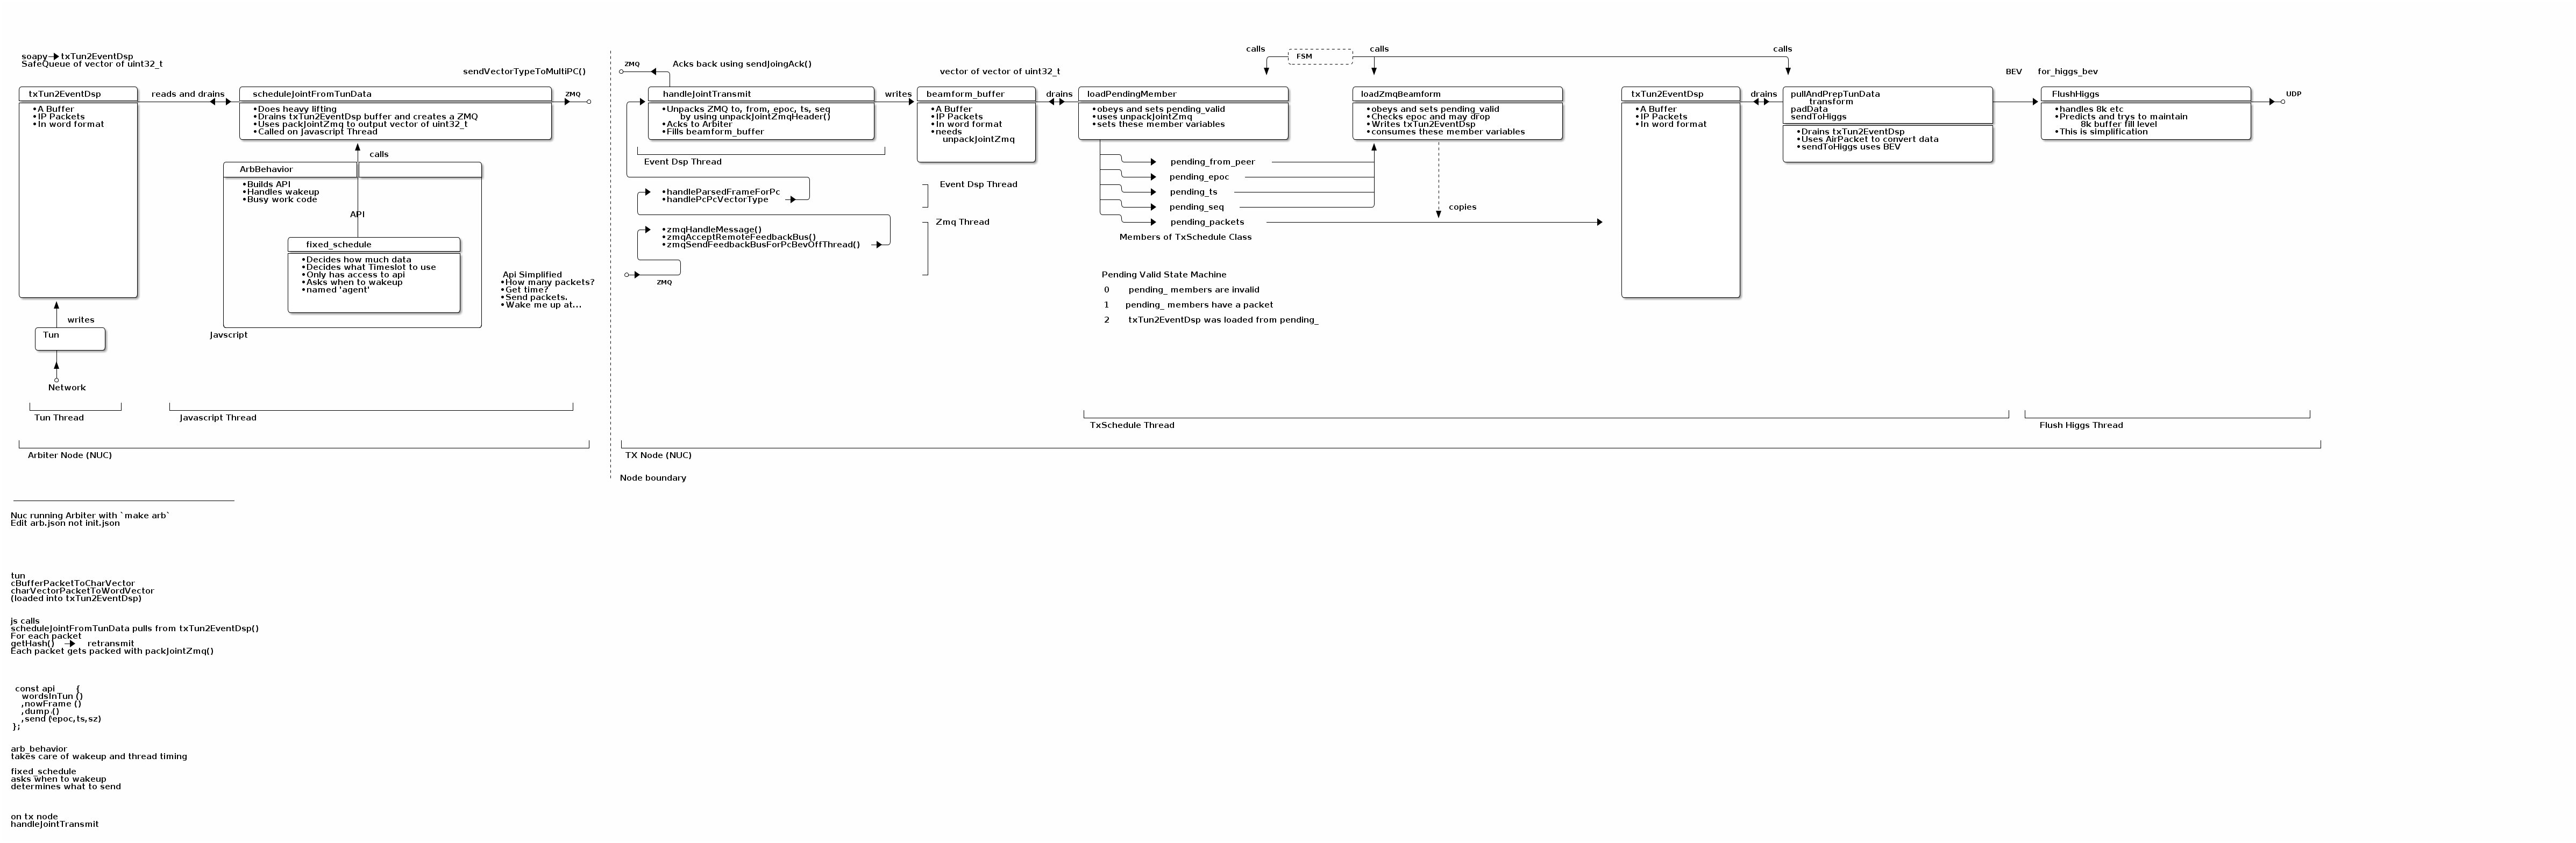 soapy txTun2EventDsp
SafeQueue of vector of uint32_t
sendVectorTypeToMultiPC()
txTun2EventDsp
•A Buffer
•IP Packets
•In word format
reads and drains
scheduleJointFromTunData
•Does heavy lifting
•Drains txTun2EventDsp buffer and creates a ZMQ
•Uses packJointZmq to output vector of uint32_t
•Called on Javascript Thread
ZMQ
calls
ArbBehavior
•Builds API
•Handles wakeup
•Busy work code
API
fixed_schedule
•Decides how much data
•Decides what Timeslot to use
•Only has access to api
•Asks when to wakeup
•named 'agent'
Javscript
Api Simplified
•How many packets?
•Get time?
•Send packets.
•Wake me up at...
writes
Tun
Network
Tun Thread
Javascript Thread
Arbiter Node (NUC)
ZMQ
Acks back using sendJoingAck()
handleJointTransmit
•Unpacks ZMQ to, from, epoc, ts, seq
by using unpackJointZmqHeader()
•Acks to Arbiter
•Fills beamform_buffer
Event Dsp Thread
•handleParsedFrameForPc
•handlePcPcVectorType
•zmqHandleMessage()
•zmqAcceptRemoteFeedbackBus()
•zmqSendFeedbackBusForPcBevOffThread()
ZMQ
writes
vector of vector of uint32_t
beamform_buffer
•A Buffer
•IP Packets
•In word format
•needs
unpackJointZmq
Event Dsp Thread
Zmq Thread
drains
calls
FSM
calls
calls
loadPendingMember
•obeys and sets pending_valid
•uses unpackJointZmq
•sets these member variables
pending_from_peer
pending_epoc
pending_ts
pending_seq
pending_packets
Members of TxSchedule Class
Pending Valid State Machine
0 pending_ members are invalid
1 pending_ members have a packet
2 txTun2EventDsp was loaded from pending_
loadZmqBeamform
•obeys and sets pending_valid
•Checks epoc and may drop
•Writes txTun2EventDsp
•consumes these member variables
copies
txTun2EventDsp
•A Buffer
•IP Packets
•In word format
drains
pullAndPrepTunData
transform
padData
sendToHiggs
•Drains txTun2EventDsp
•Uses AirPacket to convert data
•sendToHiggs uses BEV
BEV for_higgs_bev
FlushHiggs
•handles 8k etc
•Predicts and trys to maintain
8k buffer fill level
•This is simplification
UDP
TxSchedule Thread
Flush Higgs Thread
TX Node (NUC)
Node boundary
Nuc running Arbiter with `make arb`
Edit arb.json not init.json
tun
cBufferPacketToCharVector
charVectorPacketToWordVector
(loaded into txTun2EventDsp)
js calls
scheduleJointFromTunData pulls from txTun2EventDsp()
For each packet
getHash() retransmit
Each packet gets packed with packJointZmq()
const api {
wordsInTun ()
,nowFrame ()
,dump ()
,send (epoc,ts,sz)
};
arb_behavior
takes care of wakeup and thread timing
fixed_schedule
asks when to wakeup
determines what to send
on tx node
handleJointTransmit